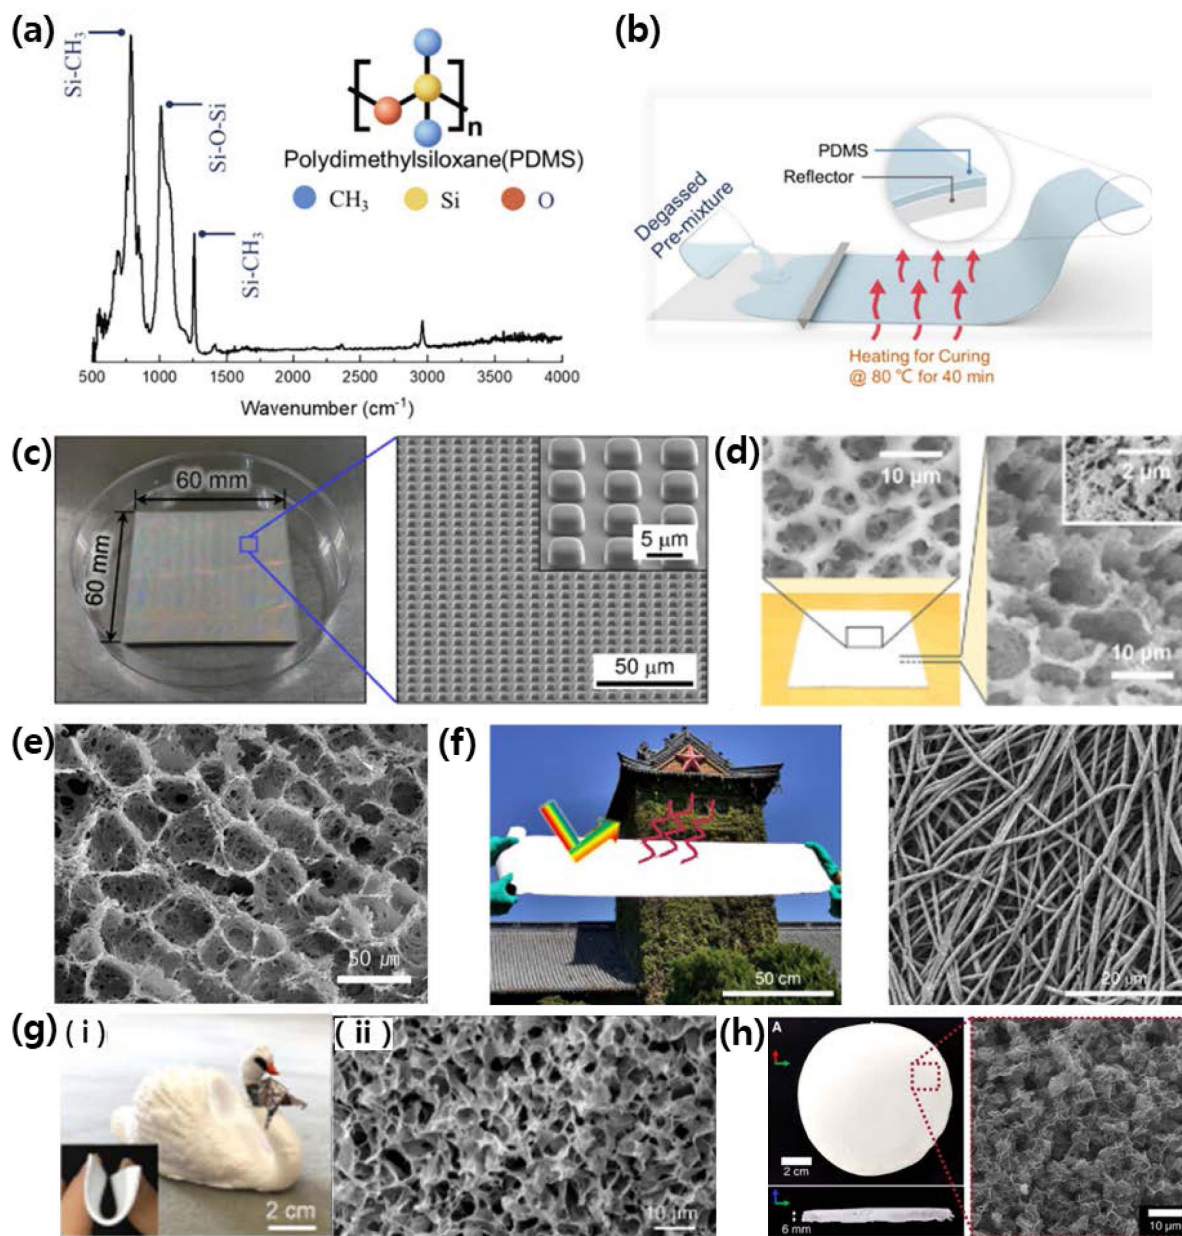 (a)
Si-CH3
Si-O-Si
Si-CH3
[ ]n
Polydimethylsiloxane(PDMS)
CH3 Si O
500 1000 1500 2000 2500 3000 3500 4000
Wavenumber (cm-1)
(b)
PDMS
Reflector
Degassed
Pre-mixture
Heating for Curing
@ 80 ℃ for 40 min
(c)
60 mm
60 mm
5 μm
50 μm
(d)
10 μm
2 μm
10 μm
(e)
50 μm
(f)
50 cm
20 μm
(g)
(i)
2 cm
(ii)
10 μm
(h)
A
2 cm
6 mm
10 μm